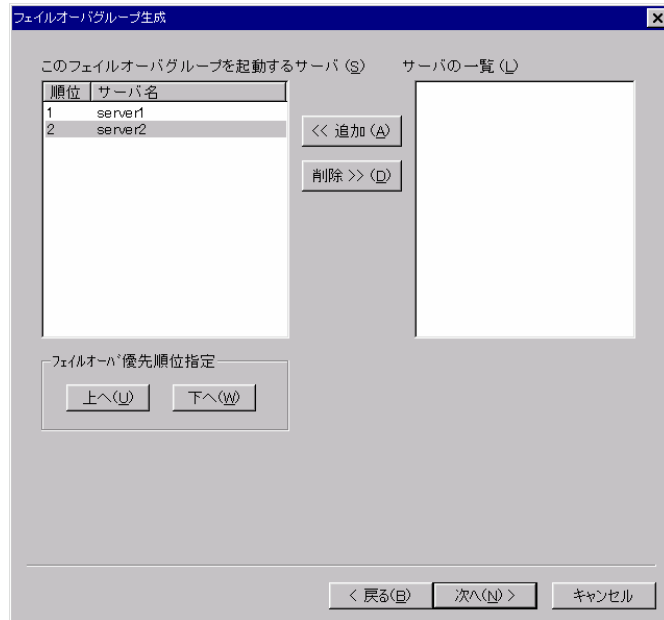 フェイルオーバグループ生成
このフェイルオーバグループを起動するサーバ (S)
サーバの一覧 (L)
順位 サーバ名
1 server1
2 server2
<< 追加 (A)
削除 >> (D)
ﾌｪｲﾙｵｰﾊﾞ優先順位指定
上へ(U) 下へ(W)
< 戻る(B) 次へ(N) > キャンセル